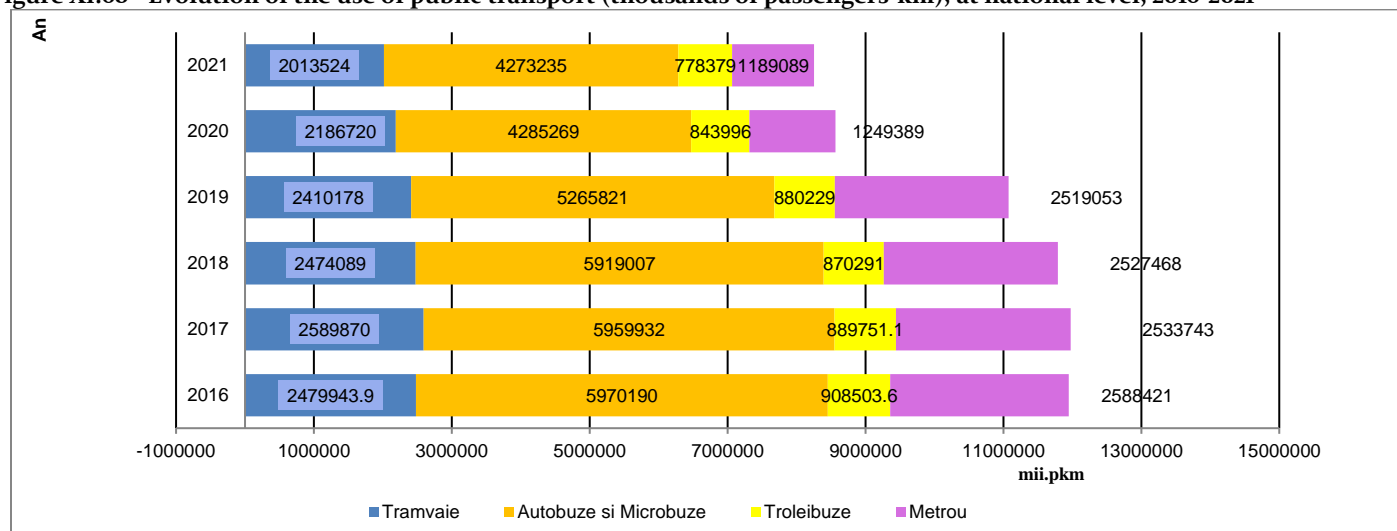 Evolution of the use of public transport (thousands of passengers-km), at national level, 2016-2021
An
2021 2013524 4273235 778379 1189089
2020 2186720 4285269 843996 1249389
2019 2410178 5265821 880229 2519053
2018 2474089 5919007 870291 2527468
2017 2589870 5959932 889751.1 2533743
2016 2479943.9 5970190 908503.6 2588421
-1000000 1000000 3000000 5000000 7000000 9000000 11000000 13000000 15000000
mii.pkm
Tramvaie Autobuze si Microbuze Troleibuze Metrou